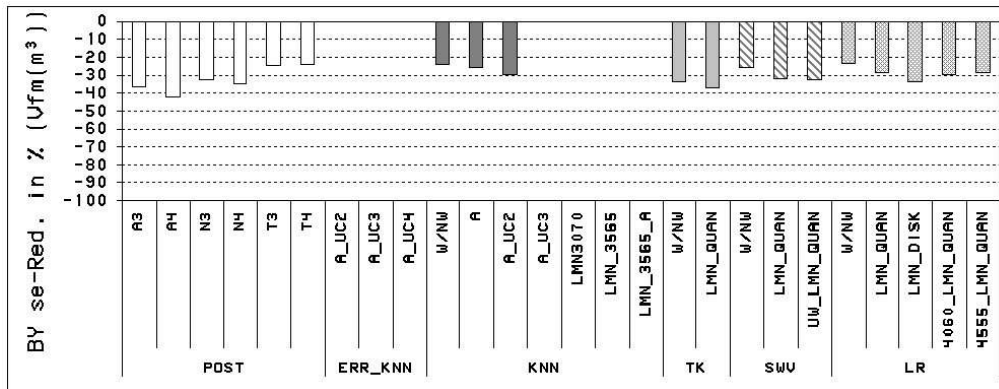 BY se-Red. in % (Vfm(m³))
0
-10
-20
-30
-40
-50
-60
-70
-80
-90
-100
A3
A4
N3
N4
T3
T4
A_UC2
A_UC3
A_UC4
W/NW
A
A_UC2
A_UC3
LMN3070
LMN_3565
LMN_3565_A
W/NW
LMN_QUAN
W/NW
LMN_QUAN
UW_LMN_QUAN
W/NW
LMN_QUAN
LMN_DISK
4060_LMN_QUAN
4555_LMN_QUAN
POST
ERR_KNN
KNN
TK
SWV
LR